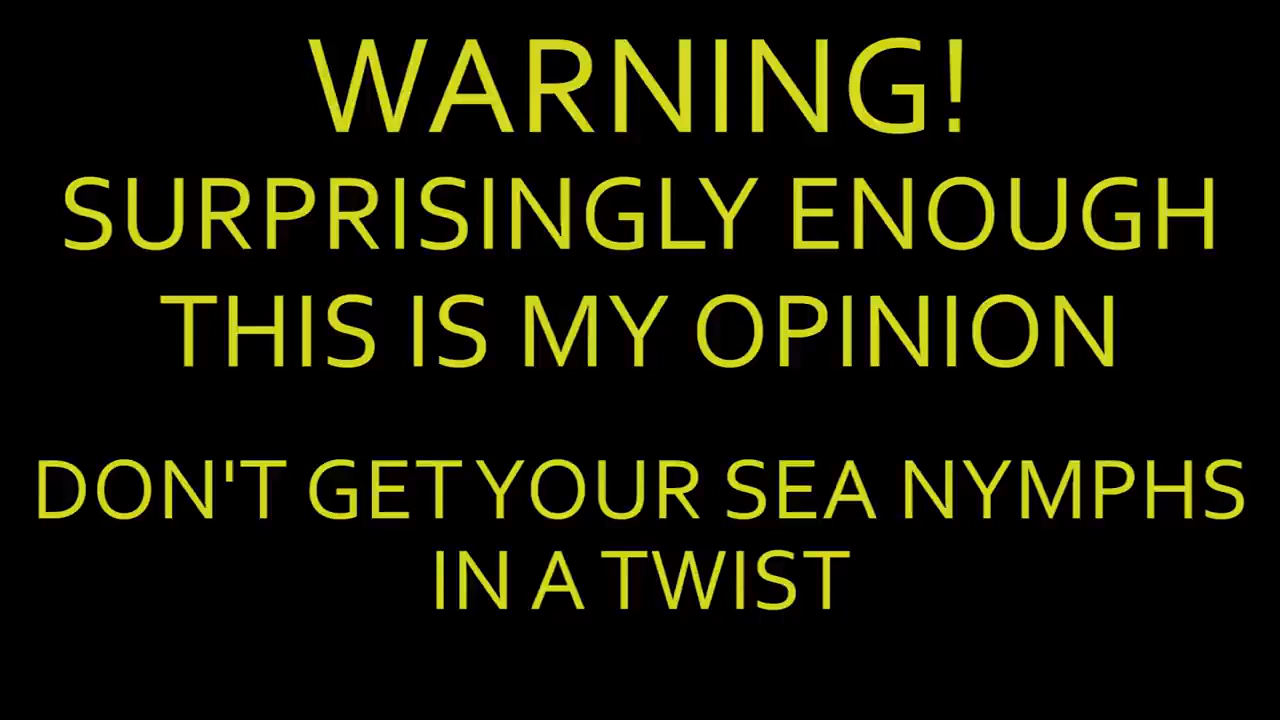 WARNING!
SURPRISINGLY ENOUGH
THIS IS MY OPINION
DON'T GET YOUR SEA NYMPHS
IN A TWIST